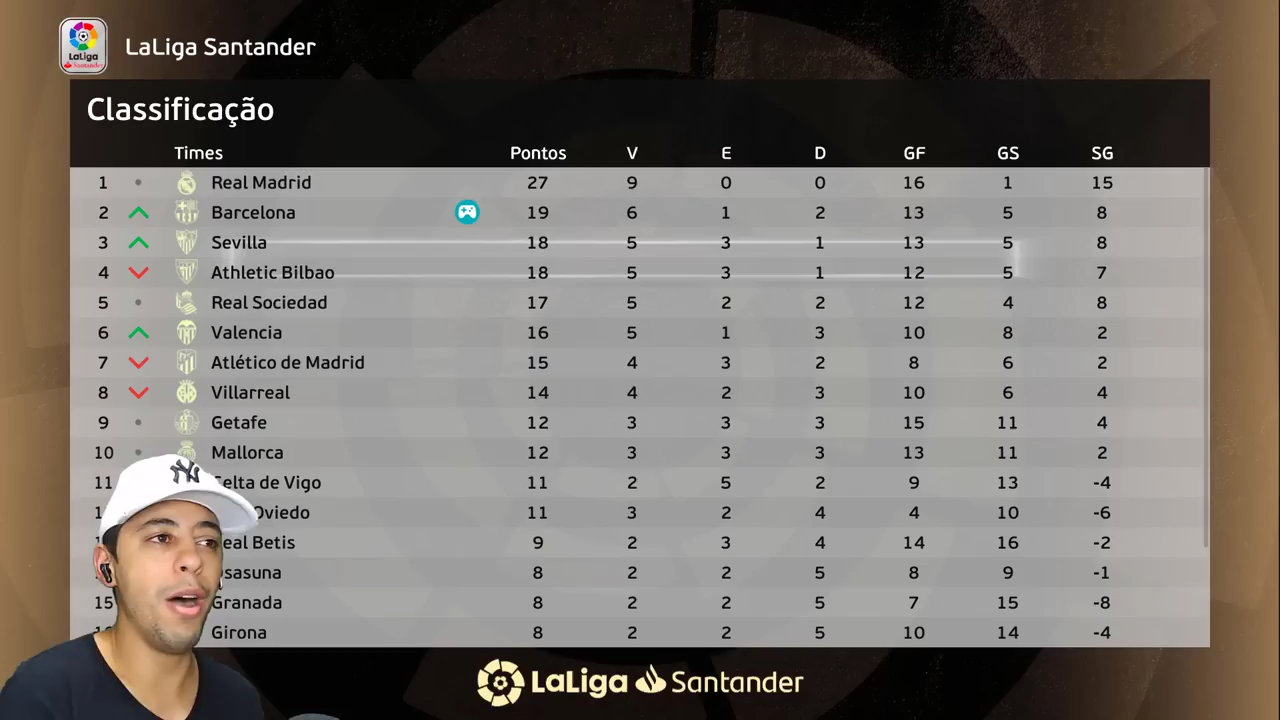 LaLiga
Santander
LaLiga Santander
Classificação
Times Pontos V E D GF GS SG
1 Real Madrid 27 9 0 0 16 1 15
2 Barcelona 19 6 1 2 13 5 8
3 Sevilla 18 5 3 1 13 5 8
4 Athletic Bilbao 18 5 3 1 12 5 7
5 Real Sociedad 17 5 2 2 12 4 8
6 Valencia 16 5 1 3 10 8 2
7 Atlético de Madrid 15 4 3 2 8 6 2
8 Villarreal 14 4 2 3 10 6 4
9 Getafe 12 3 3 3 15 11 4
10 Mallorca 12 3 3 3 13 11 2
11 Celta de Vigo 11 2 5 2 9 13 -4
Oviedo 11 3 2 4 4 10 -6
Real Betis 9 2 3 4 14 16 -2
8 2 2 5 8 9 -1
15 Granada 8 2 2 5 7 15 -8
Girona 8 2 2 5 10 14 -4
NY
LaLiga Santander